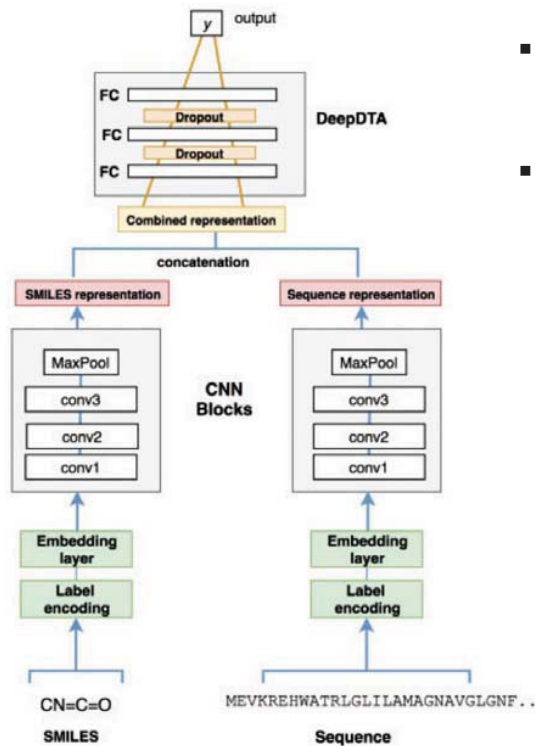 y output
FC
Dropout
FC
Dropout
FC
DeepDTA
Combined representation
concatenation
SMILES representation
Sequence representation
MaxPool
conv3
conv2
conv1
CNN
Blocks
MaxPool
conv3
conv2
conv1
Embedding
layer
Label
encoding
Embedding
layer
Label
encoding
CN=C=O
SMILES
MEVKREHWATRLGLILAMAGNAVGLGNF..
Sequence